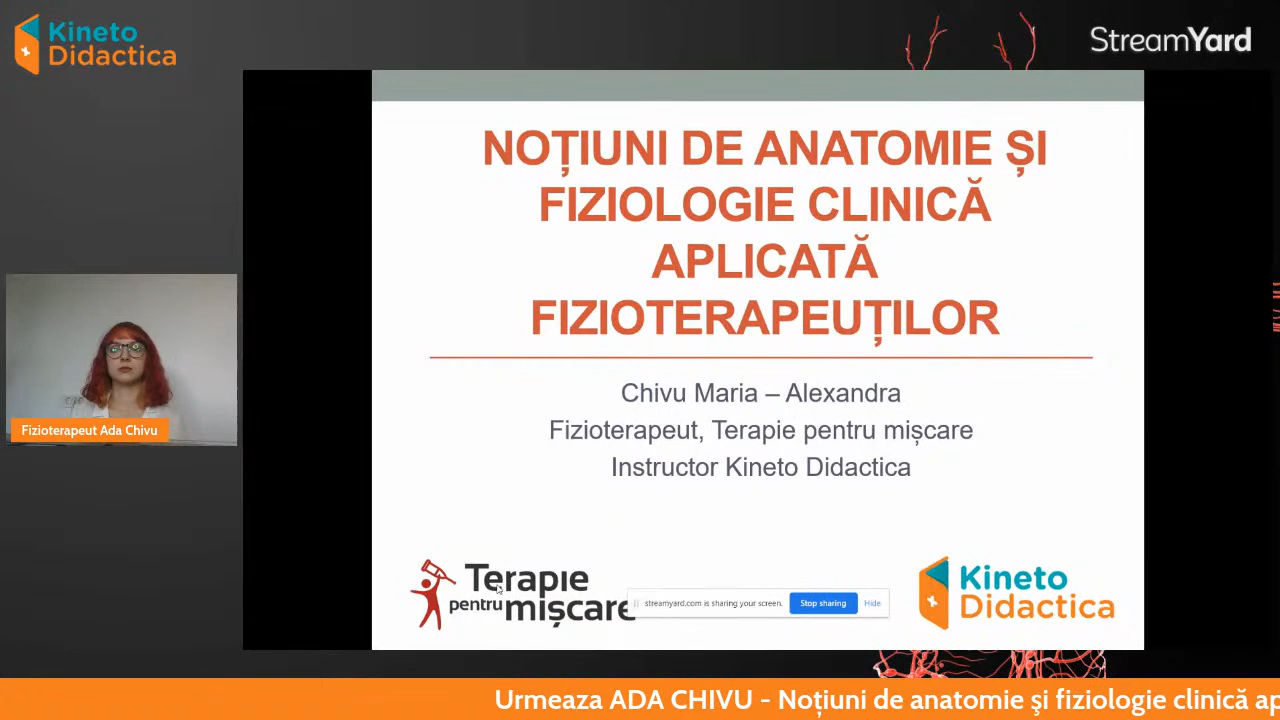 Kineto
Didactica
StreamYard
NOȚIUNI DE ANATOMIE ȘI
FIZIOLOGIE CLINICĂ
APLICATĂ
FIZIOTERAPEUȚILOR
Chivu Maria – Alexandra
Fizioterapeut, Terapie pentru mișcare
Instructor Kineto Didactica
Fizioterapeut Ada Chivu
Terapie
pentru mișcare
streamyard.com is sharing your screen.
Stop sharing
Hide
Kineto
Didactica
Urmeaza ADA CHIVU - Noțiuni de anatomie şi fiziologie clinică ap